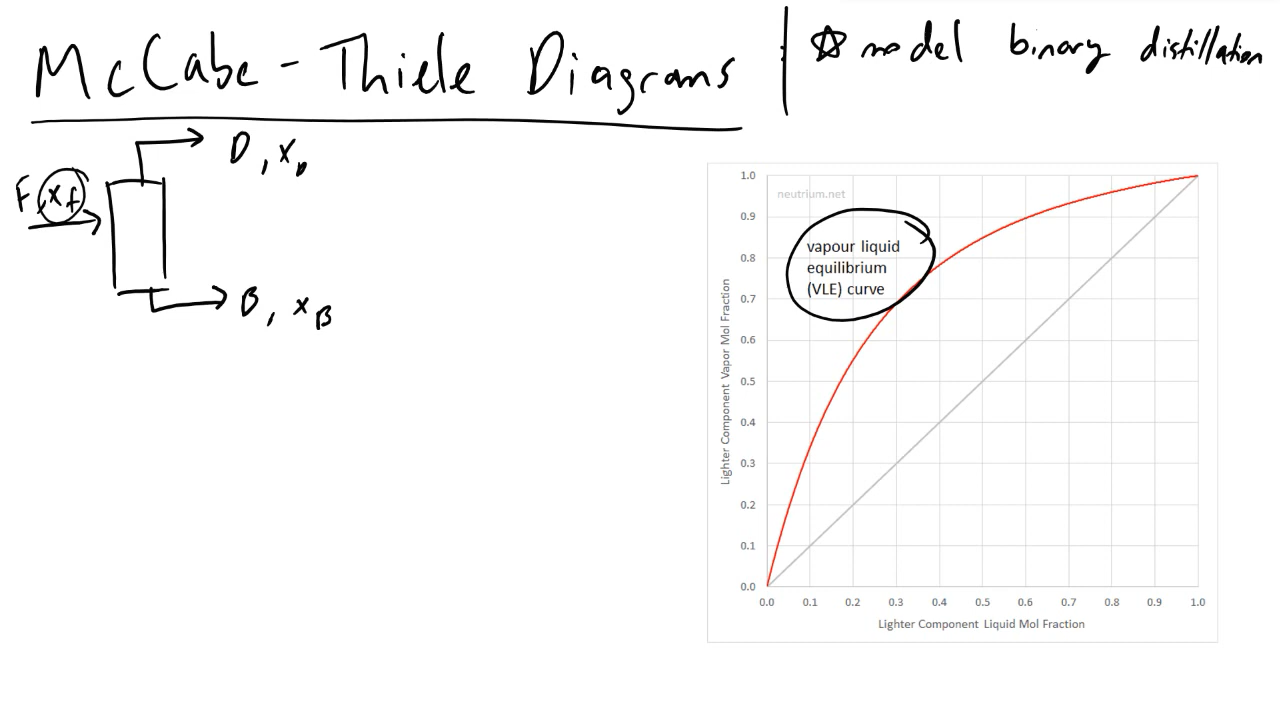 McCabe-Thiele Diagrams
☆ model binary distillation
D, x_D
F, x_f
B, x_B
neutrium.net
vapour liquid
equilibrium
(VLE) curve
Lighter Component Vapor Mol Fraction
1.0
0.9
0.8
0.7
0.6
0.5
0.4
0.3
0.2
0.1
0.0
0.0 0.1 0.2 0.3 0.4 0.5 0.6 0.7 0.8 0.9 1.0
Lighter Component Liquid Mol Fraction